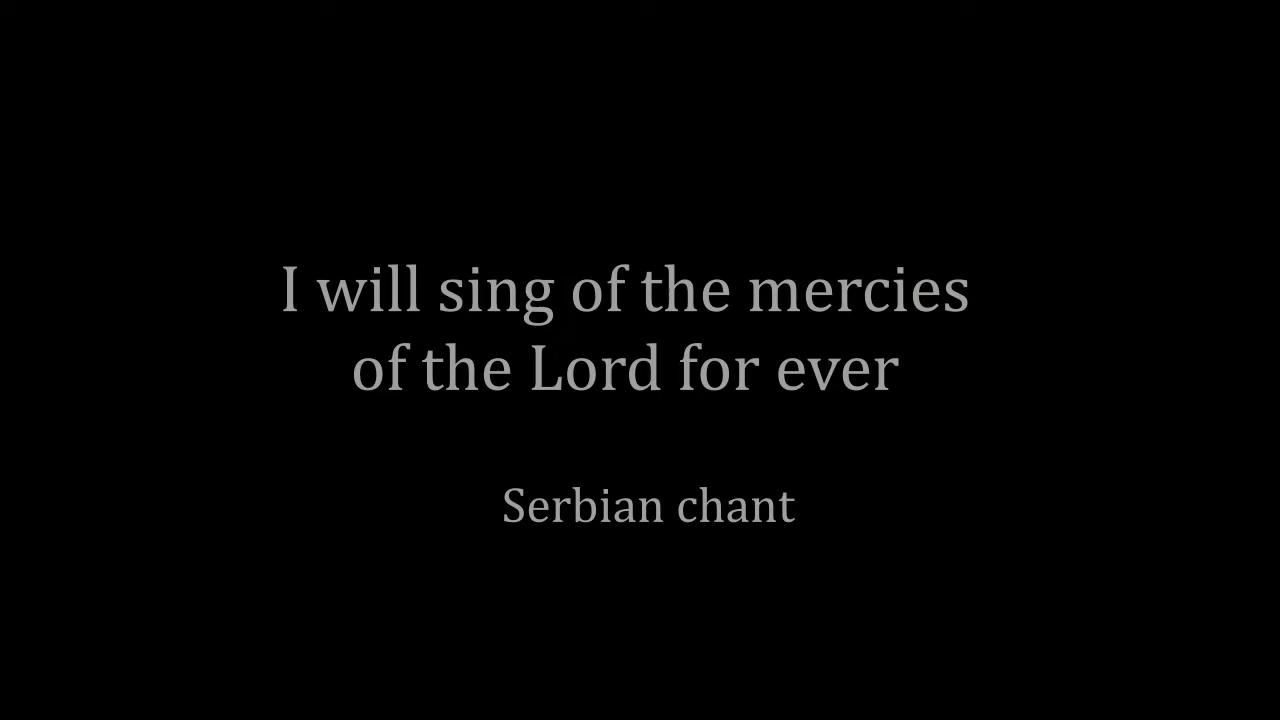 I will sing of the mercies
of the Lord for ever
Serbian chant